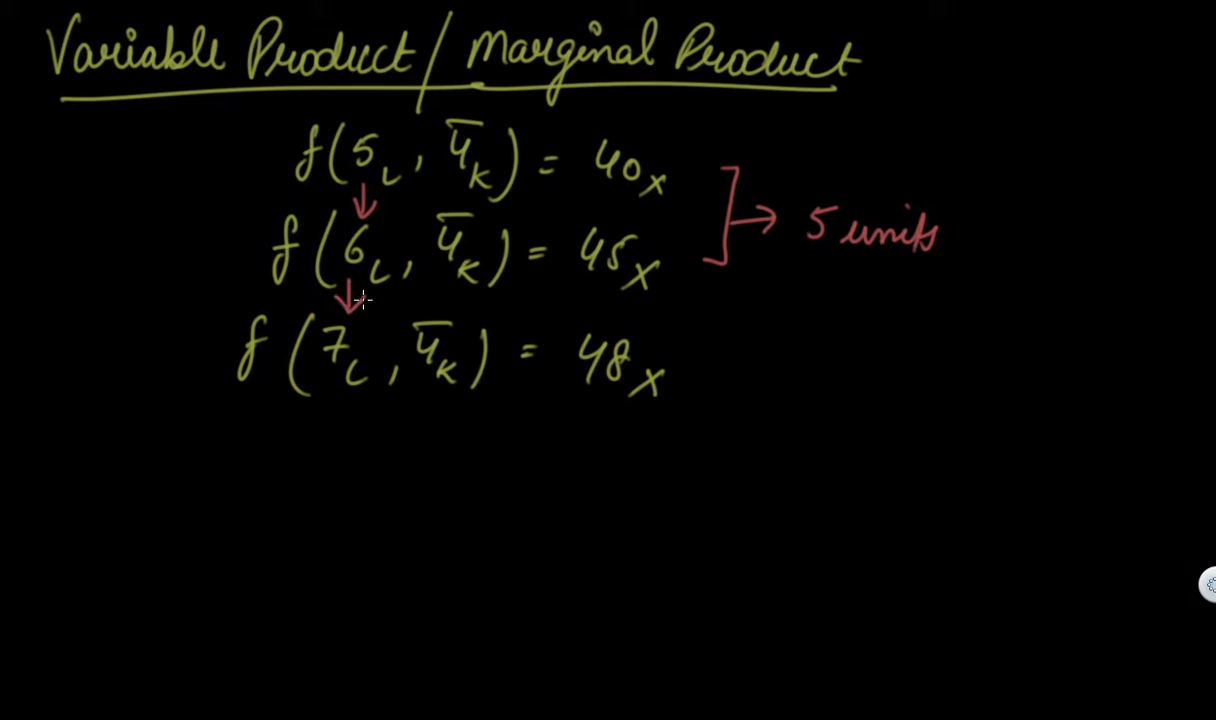 Variable Product / Marginal Product
f(5L, 4̅K) = 40x
→ 5 units
f(6L, 4̅K) = 45x
f(7L, 4̅K) = 48x